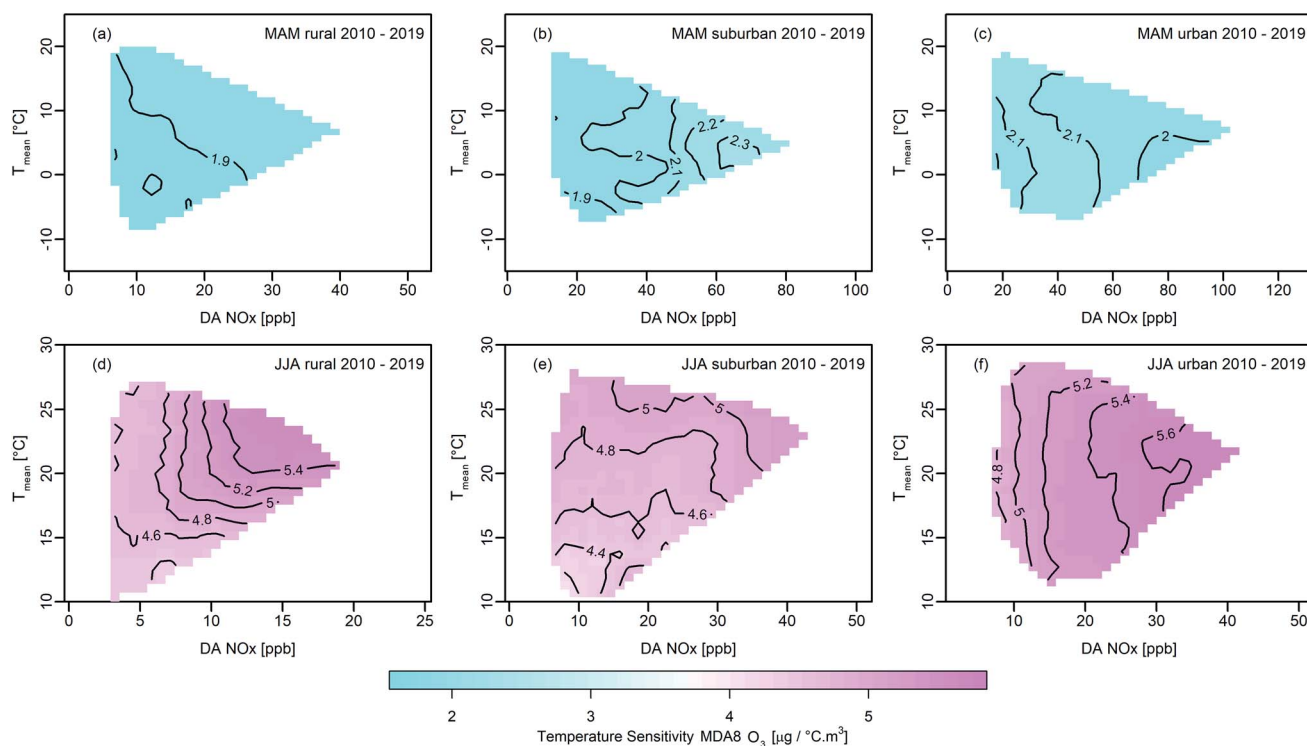 (a) MAM rural 2010 - 2019
(b) MAM suburban 2010 - 2019
(c) MAM urban 2010 - 2019
20
10
0
-10
T mean [°C]
1.9
0 10 20 30 40 50
DA NOx [ppb]
20
10
0
-10
T mean [°C]
2.2
2.3
2
2.1
1.9
20 40 60 80 100
DA NOx [ppb]
20
10
0
-10
T mean [°C]
2.1
2.1
2
20 40 60 80 100 120
DA NOx [ppb]
(d) JJA rural 2010 - 2019
(e) JJA suburban 2010 - 2019
(f) JJA urban 2010 - 2019
30
25
20
15
10
T mean [°C]
5.4
5.2
5
4.8
4.6
0 5 10 15 20 25
DA NOx [ppb]
30
25
20
15
10
T mean [°C]
5
5
4.8
4.6
4.4
0 10 20 30 40 50
DA NOx [ppb]
30
25
20
15
10
T mean [°C]
5.2
5.4
5.6
4.8
5
10 20 30 40 50
DA NOx [ppb]
2 3 4 5
Temperature Sensitivity MDA8 O3 [µg / °C.m³]